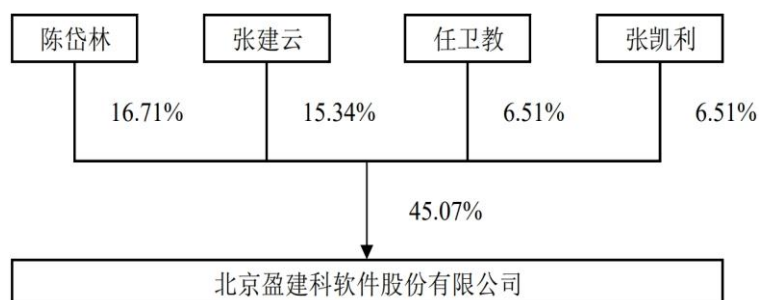 陈岱林 张建云 任卫教 张凯利
16.71% 15.34% 6.51% 6.51%
45.07%
北京盈建科软件股份有限公司